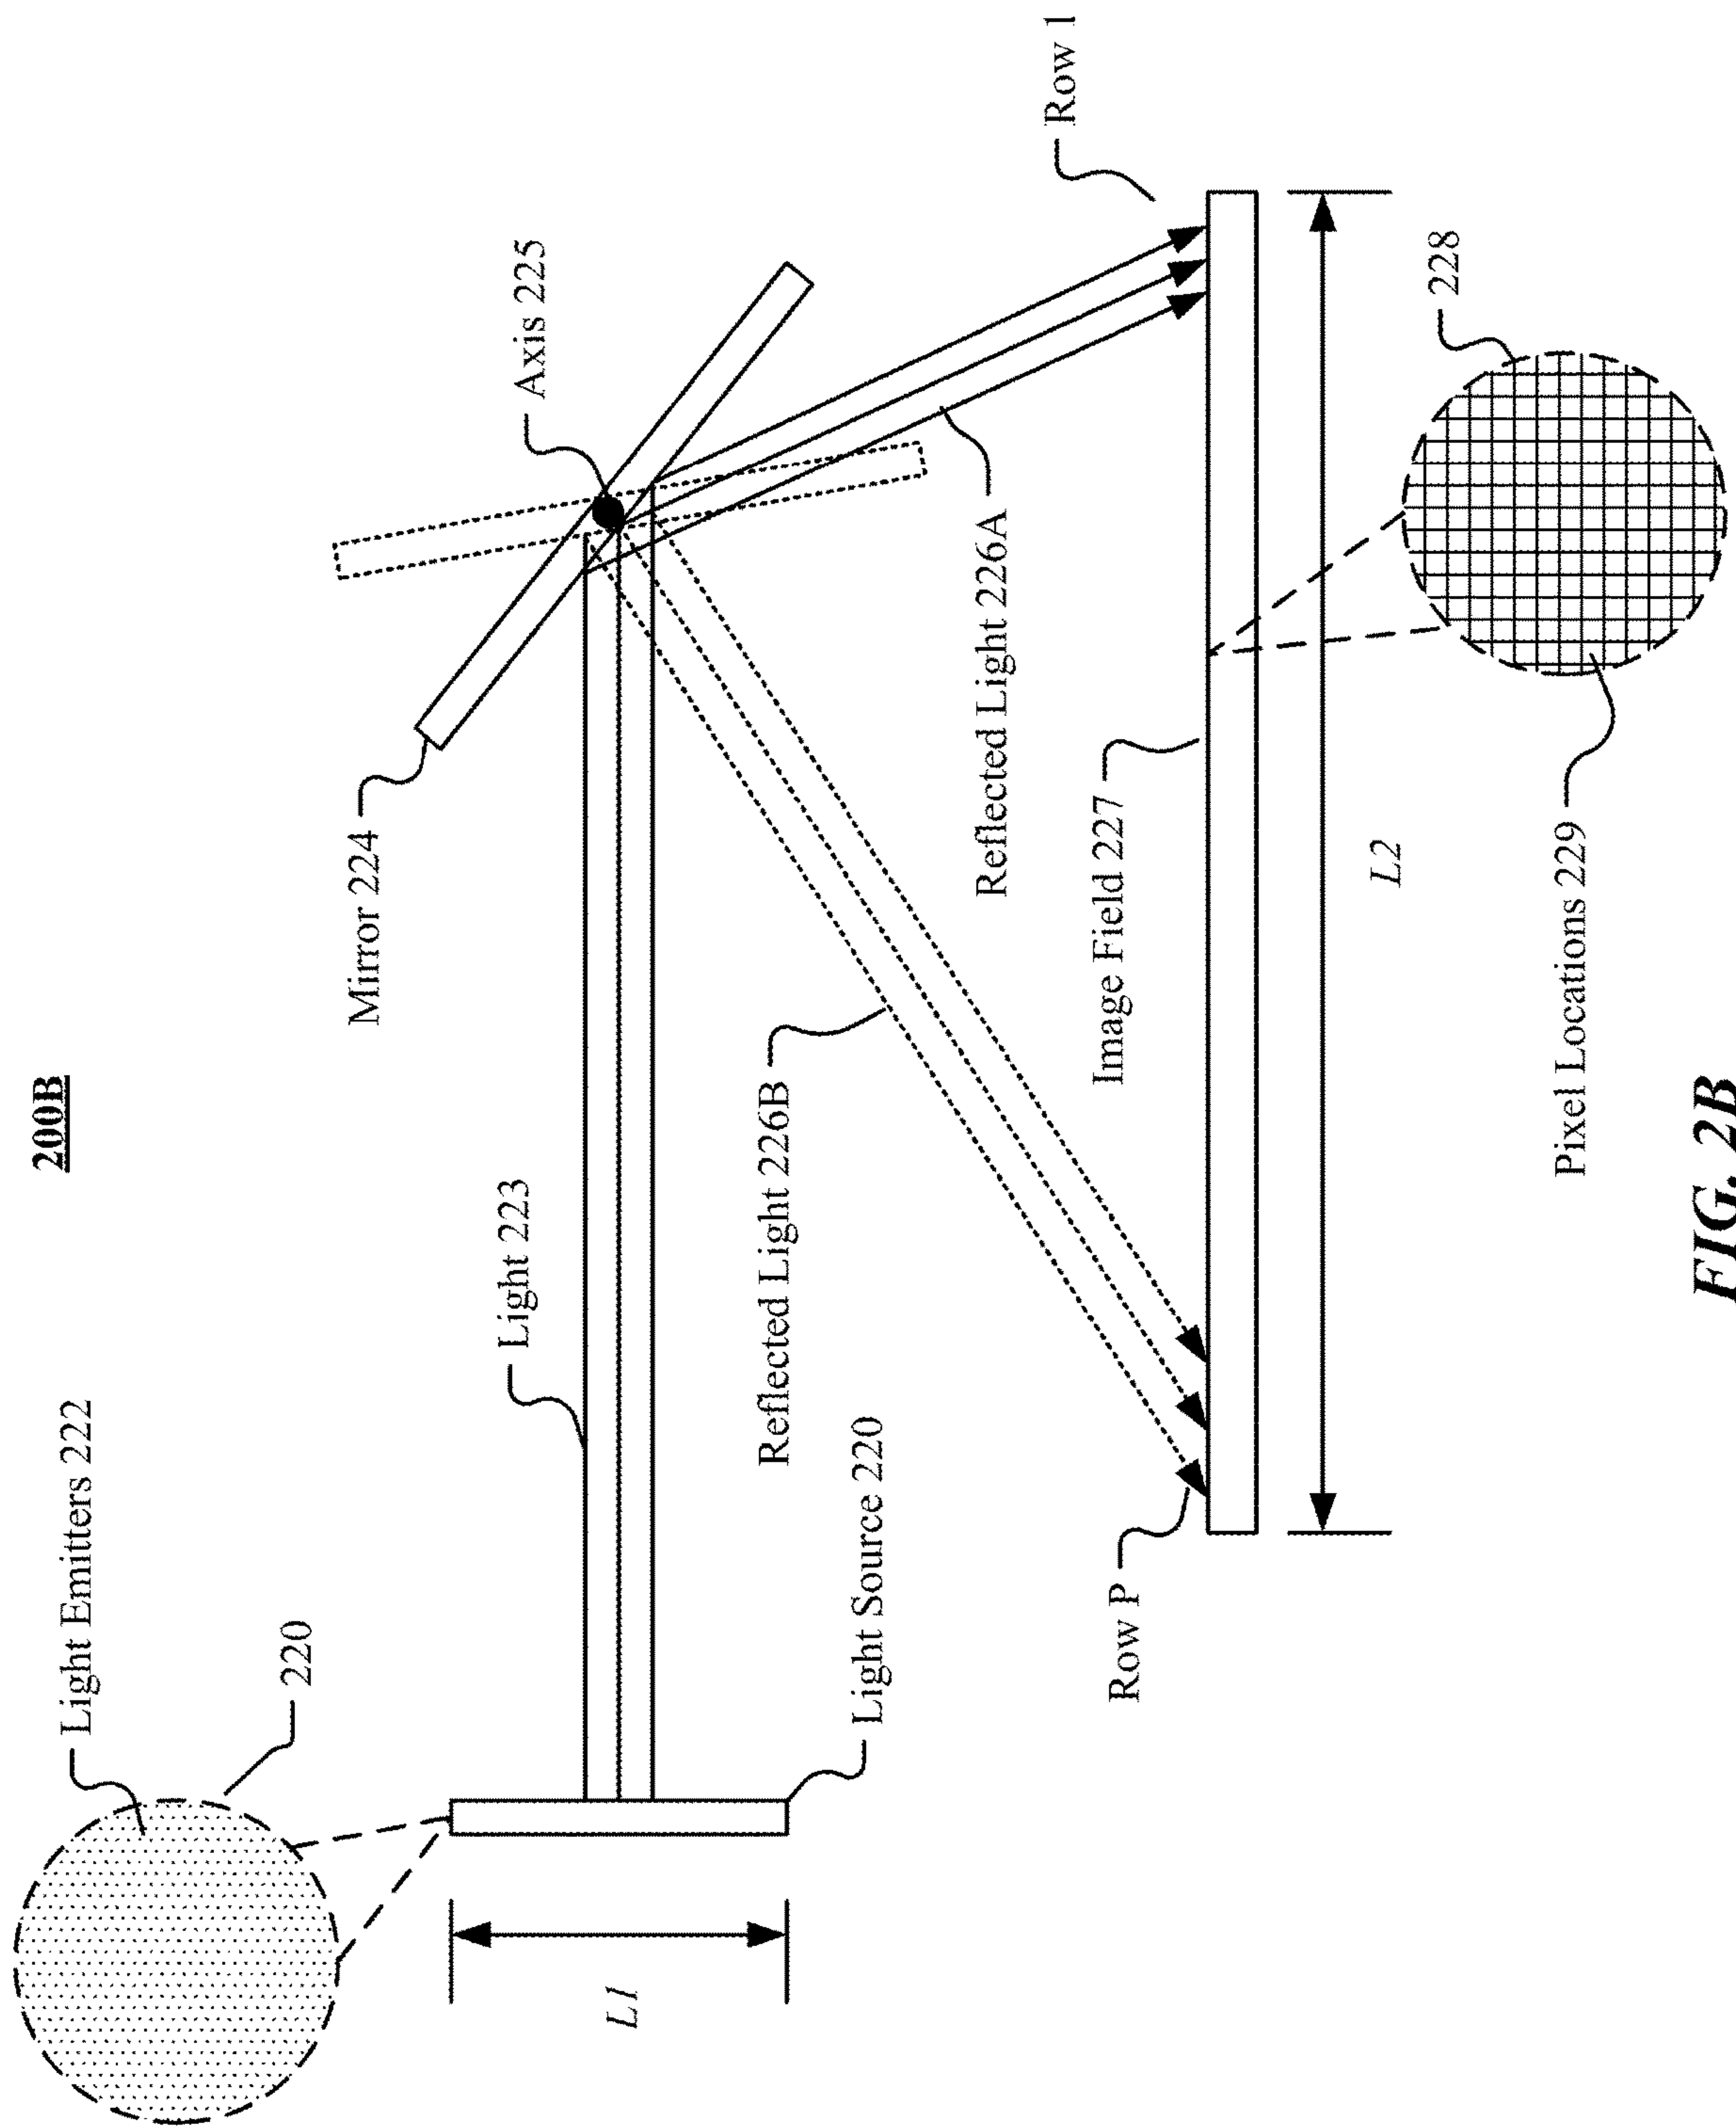 200B
Light Emitters 222
220
Light 223
Mirror 224
Axis 225
L1
Light Source 220
Reflected Light 226B
Reflected Light 226A
Row 1
Row P
Image Field 227
L2
228
Pixel Locations 229
FIG. 2B